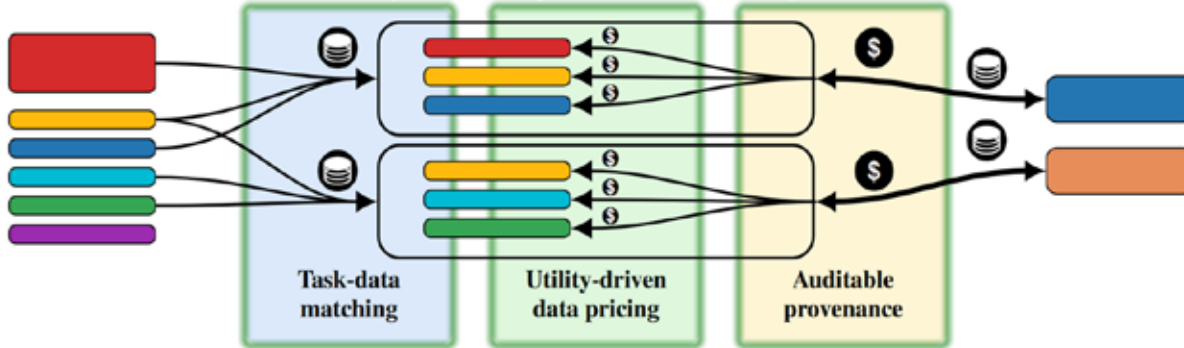 $
$
$
$
$
$
$
$
Task-data
matching
Utility-driven
data pricing
Auditable
provenance